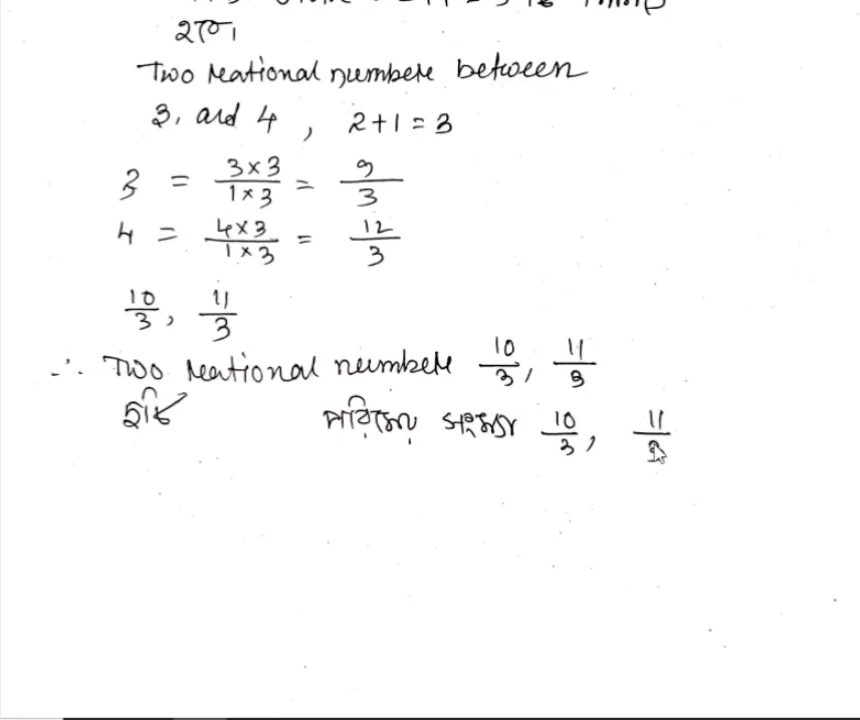 হবে।
Two rational numbers between
3, and 4 , 2+1 = 3
3 = 3×3/1×3 = 9/3
4 = 4×3/1×3 = 12/3
10/3, 11/3
∴ Two rational numbers 10/3, 11/3
পরিমেয় সংখ্যা 10/3, 11/3